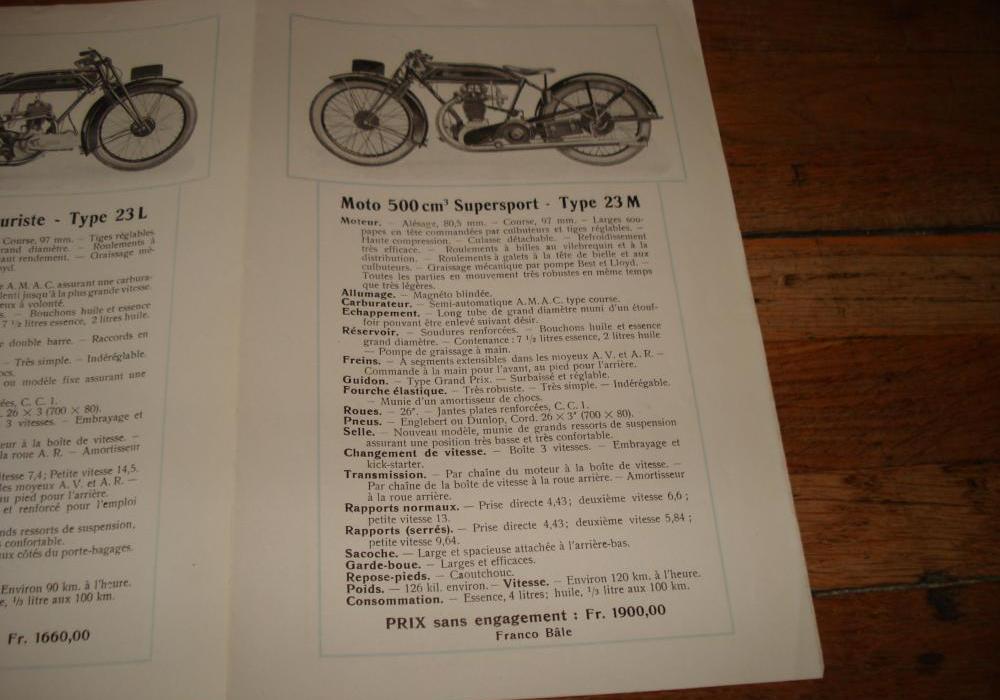 uriste - Type 23 L
Course, 97 mm. — Tiges réglables
grand diamètre. — Roulements à
aut rendement. — Graissage mé-
oyd.
e A.M.A.C. assurant une carbura-
lenti jusqu'à la plus grande vitesse.
eux à volonté.
s. — Bouchons huile et essence
7 1/2 litres essence, 2 litres huile.
e double barre. — Raccords en
— Très simple. — Indéréglable.
ocs.
ou modèle fixe assurant une
ées, C. C. 1.
. 26 × 3 (700 × 80).
3 vitesses. — Embrayage et
eur à la boîte de vitesse. —
la roue A. R. — Amortisseur
itesse 7,4; Petite vitesse 14,5.
les moyeux A. V. et A. R. —
au pied pour l'arrière.
et renforcé pour l'emploi
nds ressorts de suspension,
s confortable.
aux côtés du porte-bagages.
Environ 90 km. à l'heure.
e, 1/3 litre aux 100 km.
Fr. 1660,00
Moto 500 cm³ Supersport - Type 23 M
Moteur. — Alésage, 80,5 mm. — Course, 97 mm. — Larges sou-
papes en tête commandées par culbuteurs et tiges réglables. —
Haute compression. — Culasse détachable. — Refroidissement
très efficace. — Roulements à billes au vilebrequin et à la
distribution. — Roulements à galets à la tête de bielle et aux
culbuteurs. — Graissage mécanique par pompe Best et Lloyd. —
Toutes les parties en mouvement très robustes en même temps
que très légères.
Allumage. — Magnéto blindée.
Carburateur. — Semi-automatique A.M.A.C. type course.
Echappement. — Long tube de grand diamètre muni d'un étouf-
foir pouvant être enlevé suivant désir.
Réservoir. — Soudures renforcées. — Bouchons huile et essence
grand diamètre. — Contenance : 7 1/2 litres essence, 2 litres huile
— Pompe de graissage à main.
Freins. — A segments extensibles dans les moyeux A. V. et A. R. —
Commande à la main pour l'avant, au pied pour l'arrière.
Guidon. — Type Grand Prix. — Surbaissé et réglable.
Fourche élastique. — Très robuste. — Très simple. — Indérégable.
— Munie d'un amortisseur de chocs.
Roues. — 26". — Jantes plates renforcées, C. C. 1.
Pneus. — Englebert ou Dunlop, Cord. 26 × 3" (700 × 80).
Selle. — Nouveau modèle, munie de grands ressorts de suspension
assurant une position très basse et très confortable.
Changement de vitesse. — Boîte 3 vitesses. — Embrayage et
kick-starter.
Transmission. — Par chaîne du moteur à la boîte de vitesse. —
Par chaîne de la boîte de vitesse à la roue arrière. — Amortisseur
à la roue arrière.
Rapports normaux. — Prise directe 4,43; deuxième vitesse 6,6 ;
petite vitesse 13.
Rapports (serrés). — Prise directe 4,43; deuxième vitesse 5,84 ;
petite vitesse 9,64.
Sacoche. — Large et spacieuse attachée à l'arrière-bas.
Garde-boue. — Larges et efficaces.
Repose-pieds. — Caoutchouc.
Poids. — 126 kil. environ. — Vitesse. — Environ 120 km. à l'heure.
Consommation. — Essence, 4 litres; huile, 1/3 litre aux 100 km.
PRIX sans engagement : Fr. 1900,00
Franco Bâle